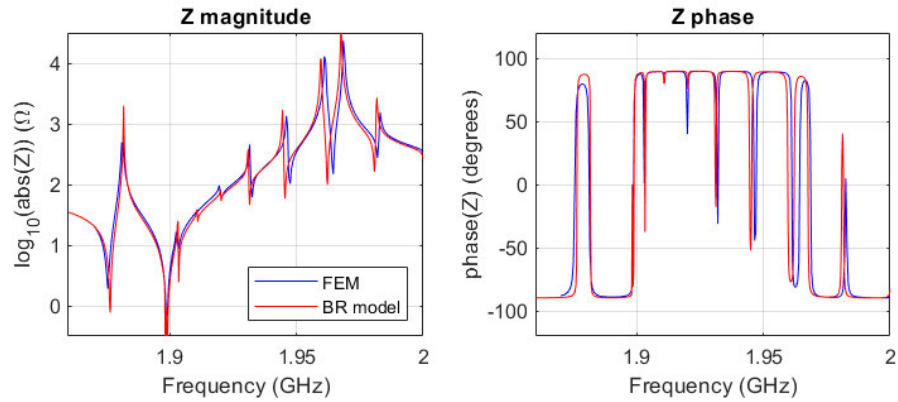 Z magnitude
log10(abs(Z)) (Ω)
4
3
2
1
0
1.9
1.95
2
Frequency (GHz)
FEM
BR model
Z phase
phase(Z) (degrees)
100
50
0
-50
-100
1.9
1.95
2
Frequency (GHz)